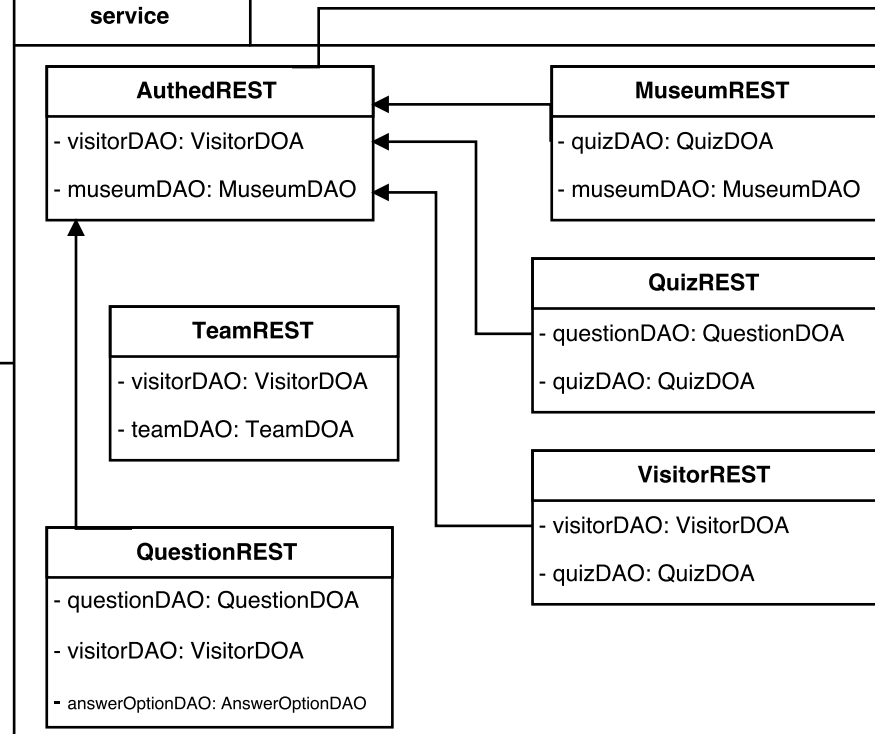 service
AuthedREST
- visitorDAO: VisitorDOA
- museumDAO: MuseumDAO
MuseumREST
- quizDAO: QuizDOA
- museumDAO: MuseumDAO
QuizREST
- questionDAO: QuestionDOA
- quizDAO: QuizDOA
TeamREST
- visitorDAO: VisitorDOA
- teamDAO: TeamDOA
VisitorREST
- visitorDAO: VisitorDOA
- quizDAO: QuizDOA
QuestionREST
- questionDAO: QuestionDOA
- visitorDAO: VisitorDOA
- answerOptionDAO: AnswerOptionDAO